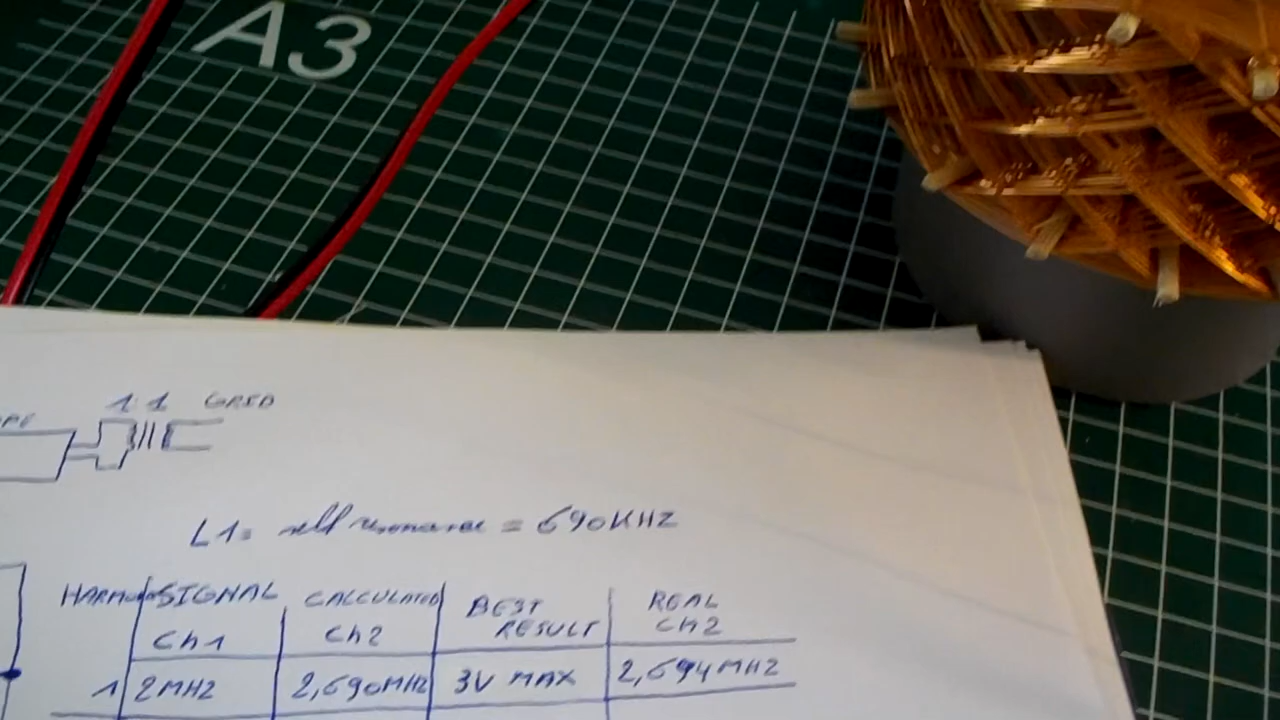 A3
1:1 GRID
L1= self resonance = 690KHZ
SIGNAL CALCULATED BEST RESULT REAL
Ch1 Ch2 Ch2
1 2MHZ 2,690MHZ 3V MAX 2,694MHZ